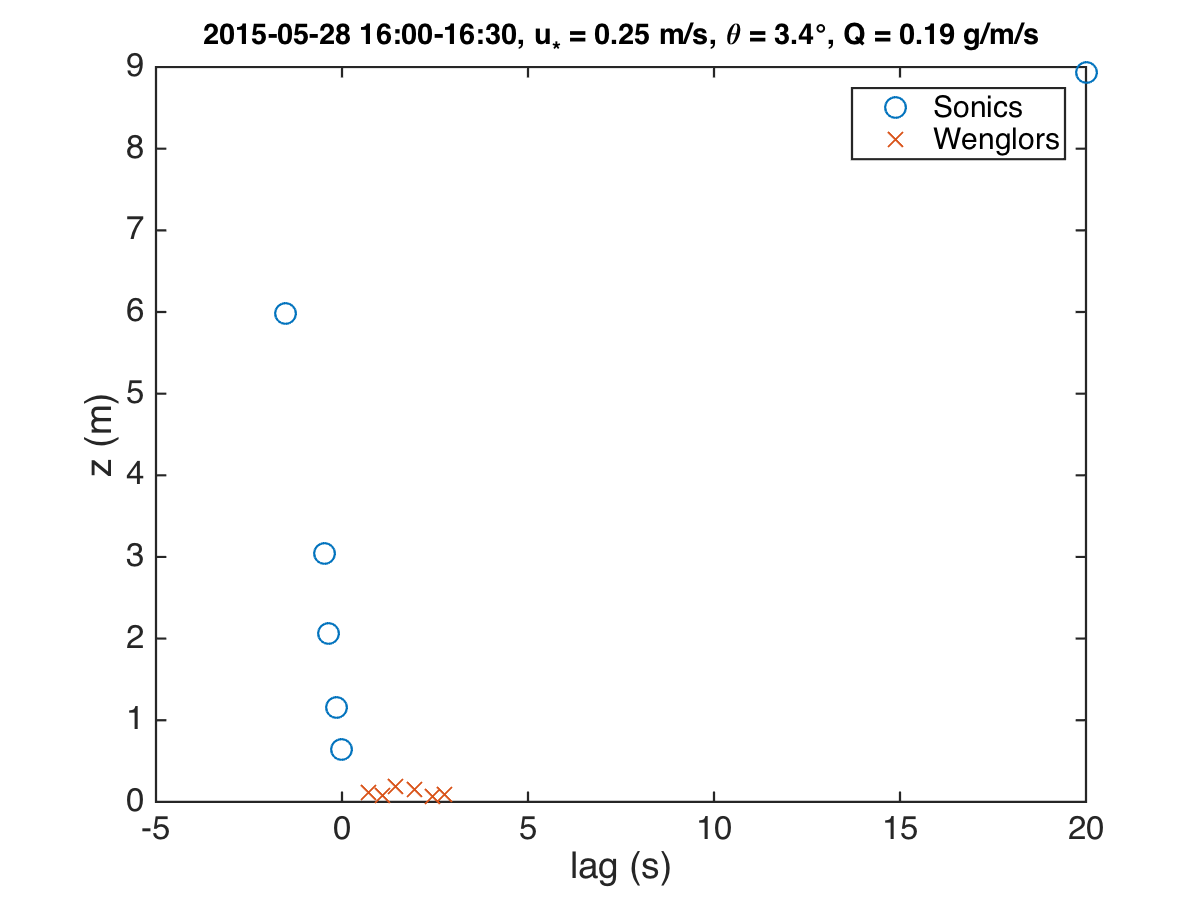 2015-05-28 16:00-16:30, u* = 0.25 m/s, θ = 3.4°, Q = 0.19 g/m/s
9
8
7
6
5
4
3
2
1
0
z (m)
Sonics
Wenglors
-5 0 5 10 15 20
lag (s)